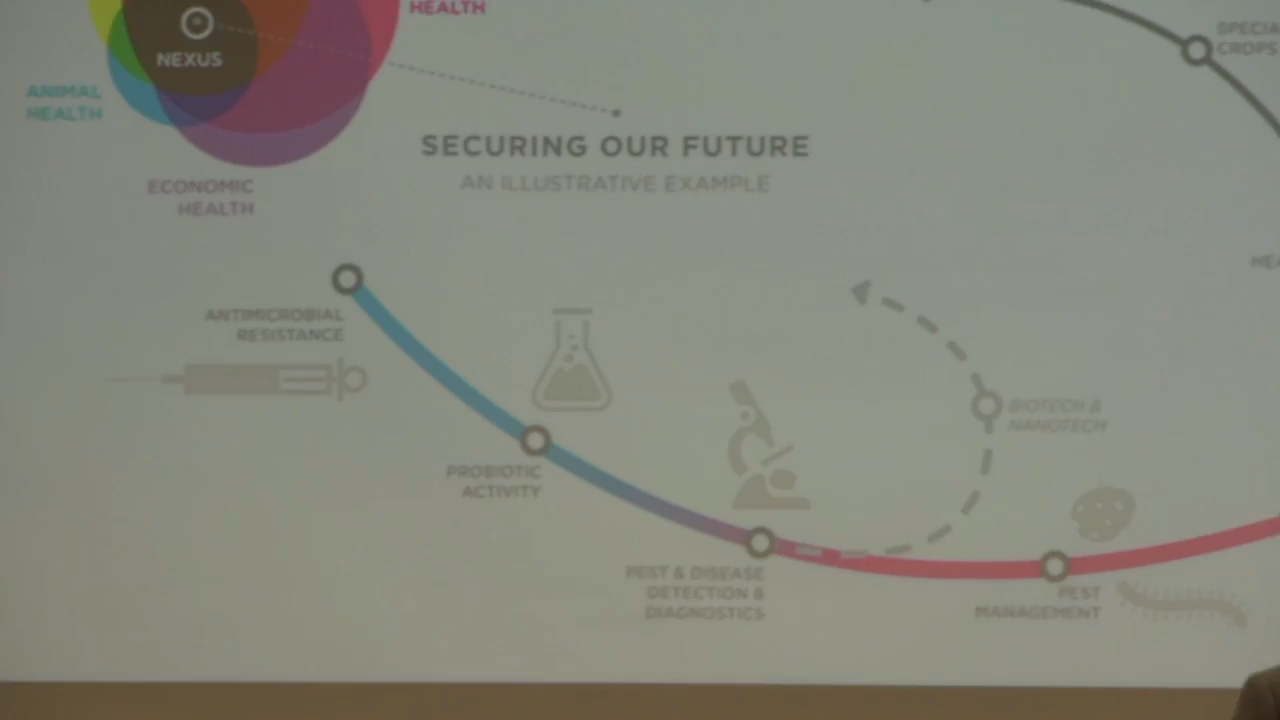 HEALTH
NEXUS
ANIMAL
HEALTH
ECONOMIC
HEALTH
SECURING OUR FUTURE
AN ILLUSTRATIVE EXAMPLE
CROPS
ANTIMICROBIAL
RESISTANCE
PROBIOTIC
ACTIVITY
BIOTECH &
NANOTECH
PEST & DISEASE
DETECTION &
DIAGNOSTICS
PEST
MANAGEMENT